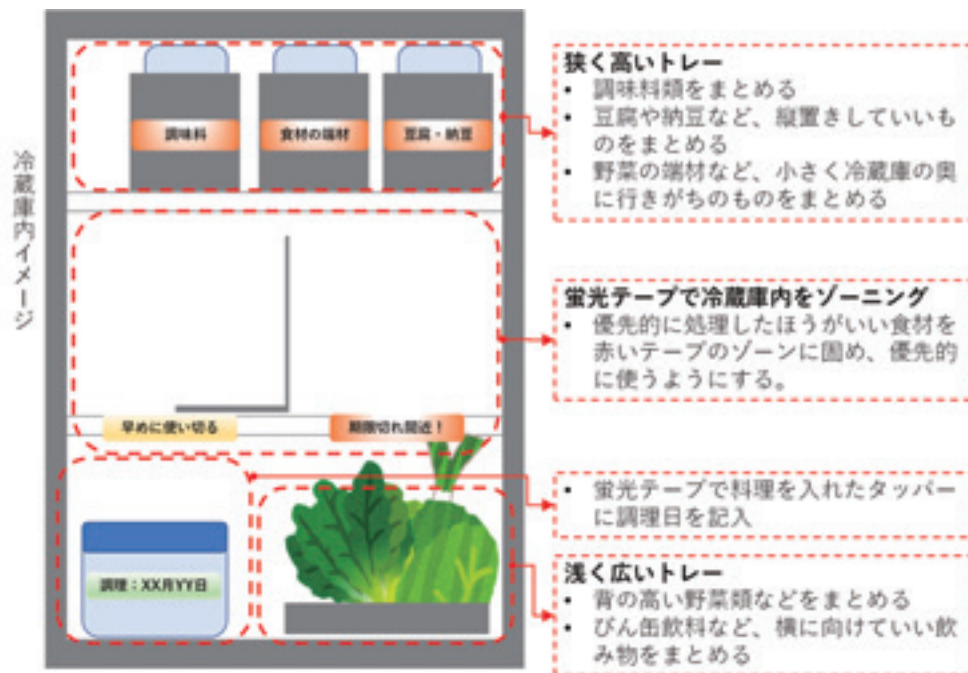 冷蔵庫内イメージ
調味料
食材の端材
豆腐・納豆
早めに使い切る
期限切れ間近！
調理：XX月YY日
狭く高いトレー
• 調味料類をまとめる
• 豆腐や納豆など、縦置きしていいも
のをまとめる
• 野菜の端材など、小さく冷蔵庫の奥
に行きがちのものをまとめる
蛍光テープで冷蔵庫内をゾーニング
• 優先的に処理したほうがいい食材を
赤いテープのゾーンに固め、優先的
に使うようにする。
• 蛍光テープで料理を入れたタッパー
に調理日を記入
浅く広いトレー
• 背の高い野菜類などをまとめる
• びん缶飲料など、横に向けていい飲
み物をまとめる